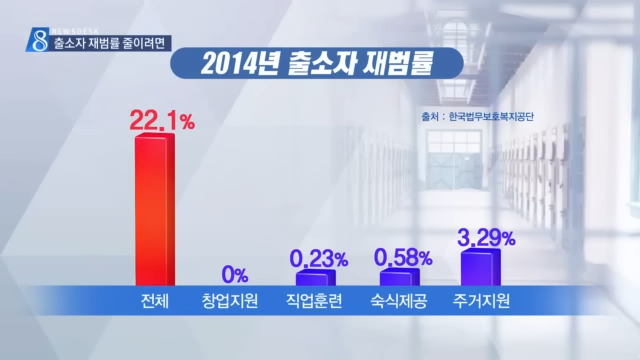 NEWSDESK
8 출소자 재범률 줄이려면
2014년 출소자 재범률
출처 : 한국법무보호복지공단
22.1%
0%
0.23%
0.58%
3.29%
전체
창업지원
직업훈련
숙식제공
주거지원